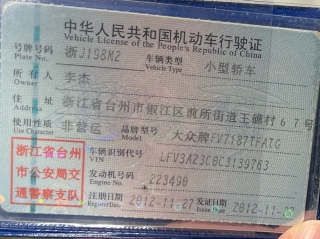 中华人民共和国机动车行驶证
Vehicle License of the People's Republic of China
号牌号码 浙J198M2 车辆类型 小型轿车
Plate No. Vehicle Type
所有人 李杰
Owner
住址 浙江省台州市椒江区前所街道王礁村67号
Address
使用性质 非营运 品牌型号 大众牌FV7187TFATG
Use Character Model
浙江省台 车辆识别代号 LFV3A23C8C3139763
州市公安局交 VIN
通警察支队 发动机号码 223490
Engine No.
注册日期 2012-11-27 发证日期 2012-11-27
Register Date Issue Date